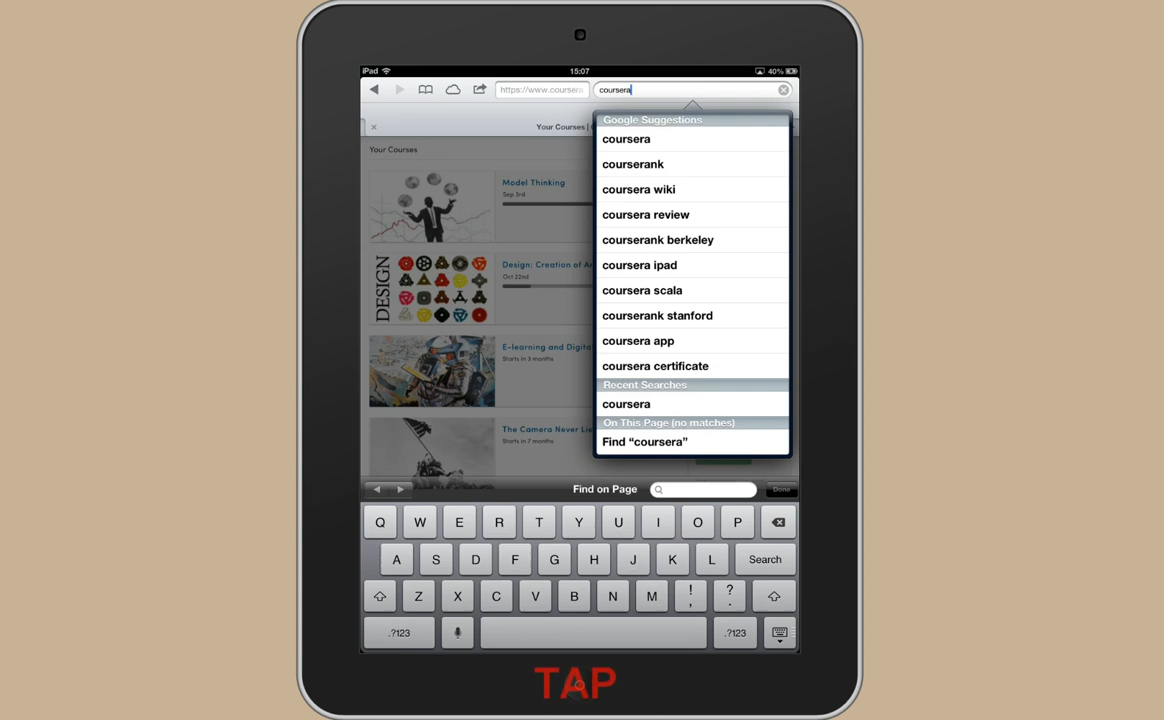 iPad 15:07 40%
https://www.coursera coursera
Your Courses |
Google Suggestions
coursera
courserank
coursera wiki
coursera review
courserank berkeley
coursera ipad
coursera scala
courserank stanford
coursera app
coursera certificate
Recent Searches
coursera
On This Page (no matches)
Find “coursera”
Your Courses
Model Thinking
Sep 3rd
DESIGN
Design: Creation of
Oct 22nd
E-learning and
Starts in 3 months
The Camera Never
Starts in 7 months
Find on Page Done
Q W E R T Y U I O P
A S D F G H J K L Search
Z X C V B N M ! , ? .
.?123 .?123
TAP